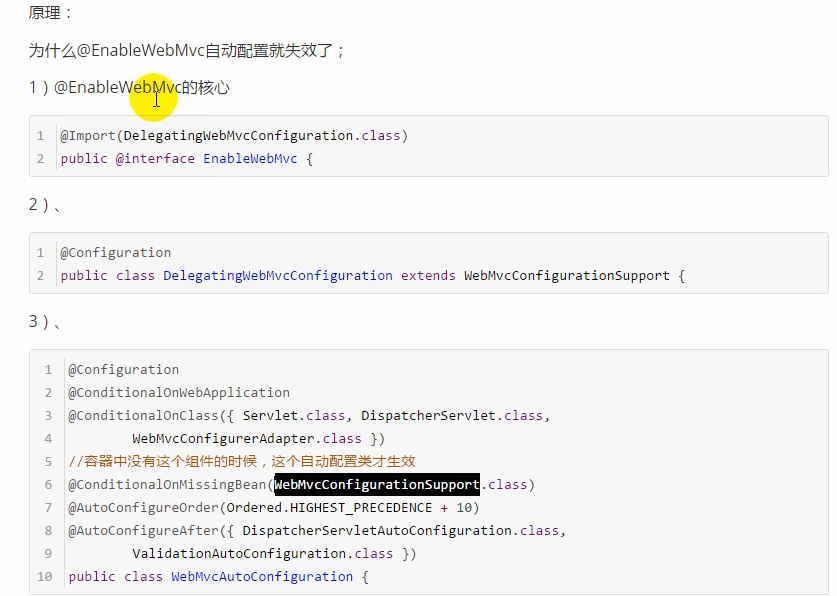 原理：
为什么@EnableWebMvc自动配置就失效了；
1）@EnableWebMvc的核心
1 @Import(DelegatingWebMvcConfiguration.class)
2 public @interface EnableWebMvc {
2）、
1 @Configuration
2 public class DelegatingWebMvcConfiguration extends WebMvcConfigurationSupport {
3）、
1 @Configuration
2 @ConditionalOnWebApplication
3 @ConditionalOnClass({ Servlet.class, DispatcherServlet.class,
4 WebMvcConfigurerAdapter.class })
5 //容器中没有这个组件的时候，这个自动配置类才生效
6 @ConditionalOnMissingBean(WebMvcConfigurationSupport.class)
7 @AutoConfigureOrder(Ordered.HIGHEST_PRECEDENCE + 10)
8 @AutoConfigureAfter({ DispatcherServletAutoConfiguration.class,
9 ValidationAutoConfiguration.class })
10 public class WebMvcAutoConfiguration {